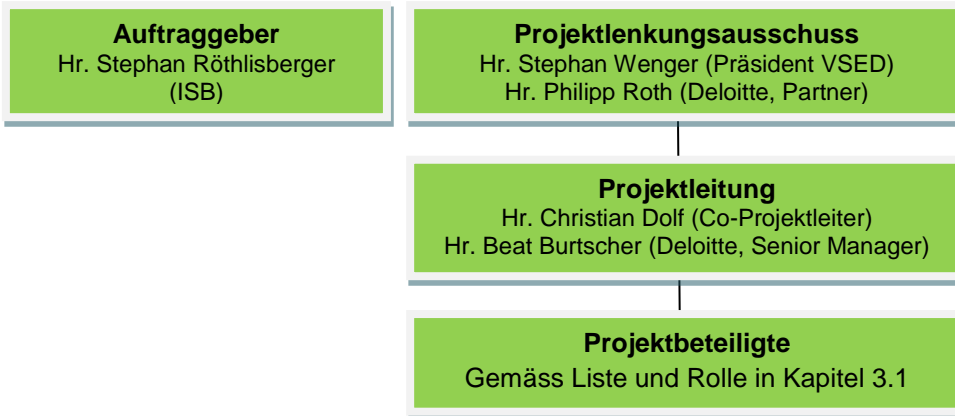 Auftraggeber
Hr. Stephan Röthlisberger
(ISB)
Projektlenkungsausschuss
Hr. Stephan Wenger (Präsident VSED)
Hr. Philipp Roth (Deloitte, Partner)
Projektleitung
Hr. Christian Dolf (Co-Projektleiter)
Hr. Beat Burtscher (Deloitte, Senior Manager)
Projektbeteiligte
Gemäss Liste und Rolle in Kapitel 3.1